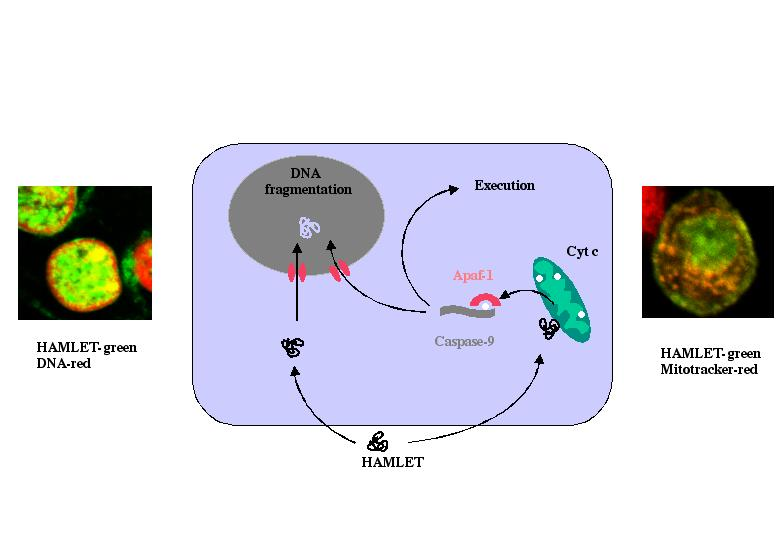 DNA
fragmentation
Execution
Cyt c
Apaf-1
Caspase-9
HAMLET-green
DNA-red
HAMLET-green
Mitotracker-red
HAMLET